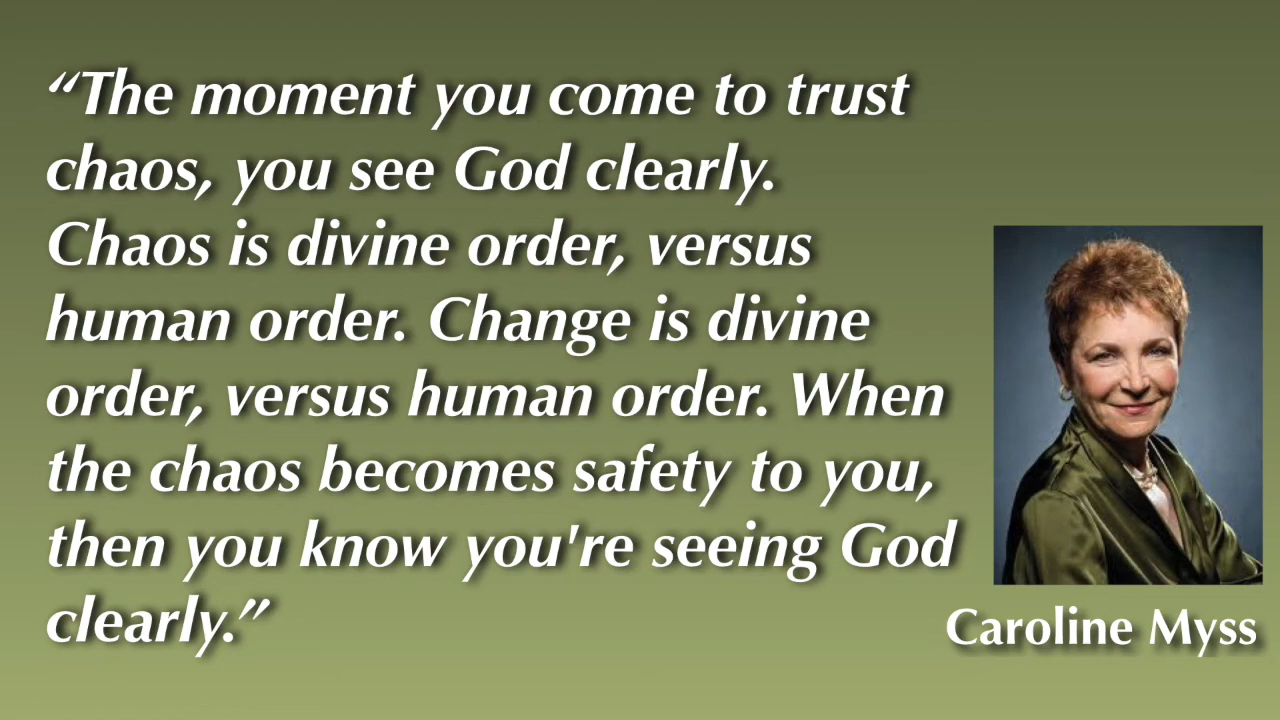 “The moment you come to trust
chaos, you see God clearly.
Chaos is divine order, versus
human order. Change is divine
order, versus human order. When
the chaos becomes safety to you,
then you know you're seeing God
clearly.”
Caroline Myss